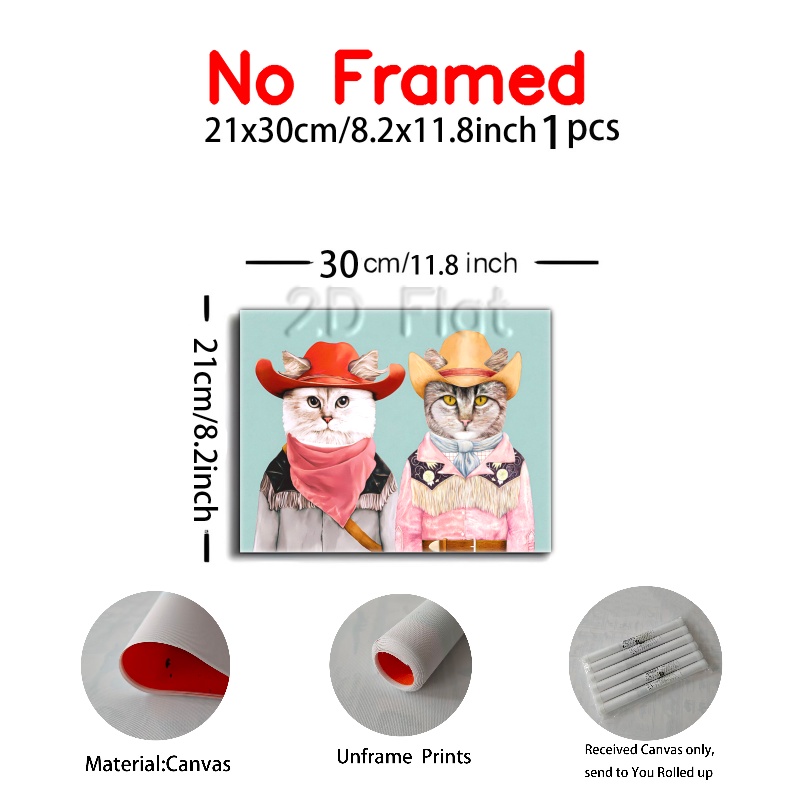 No Framed
21x30cm/8.2x11.8inch 1 pcs
30 cm/11.8 inch
2D Flat
21cm/8.2inch
Material:Canvas
Unframe Prints
Received Canvas only,
send to You Rolled up